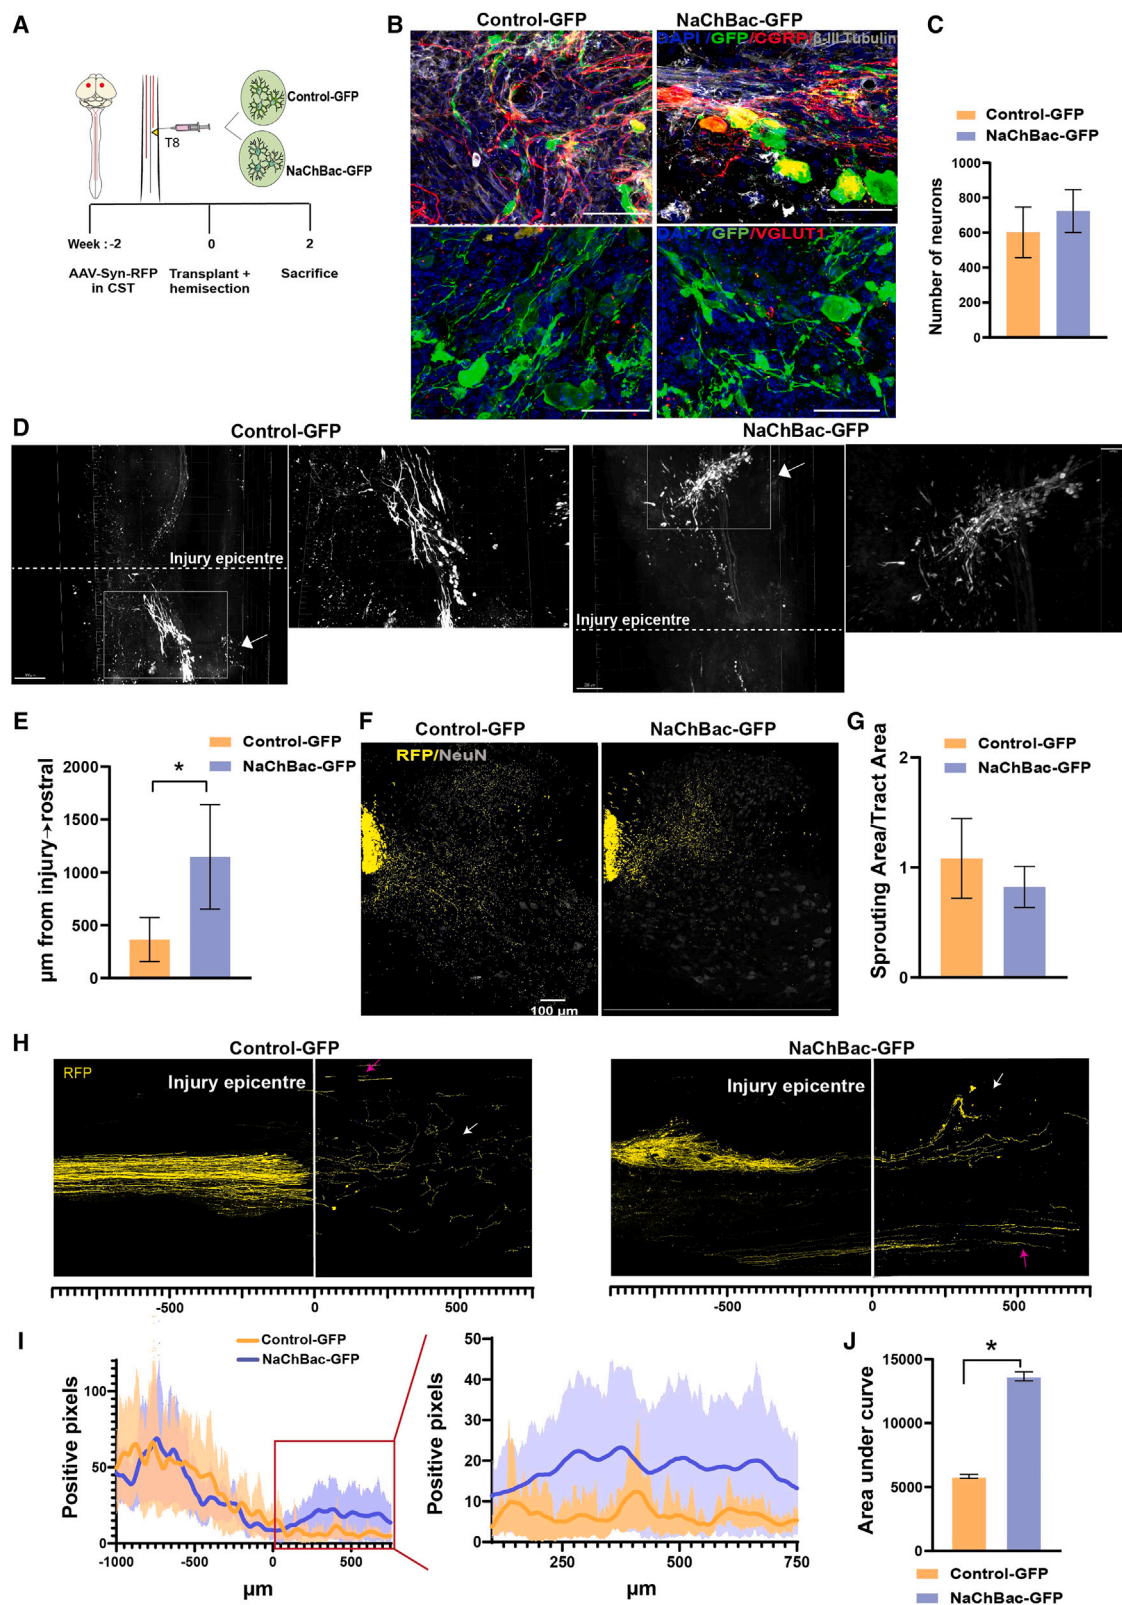 A
Control-GFP
NaChBac-GFP
T8
Week : -2
0
2
AAV-Syn-RFP
in CST
Transplant +
hemisection
Sacrifice
B
Control-GFP
NaChBac-GFP
DAPI /GFP/CGRP/β-III Tubulin
DAPI /GFP/VGLUT1
C
Control-GFP
NaChBac-GFP
Number of neurons
1000
800
600
400
200
0
D
Control-GFP
NaChBac-GFP
Injury epicentre
Injury epicentre
E
Control-GFP
NaChBac-GFP
µm from injury→rostral
2000
1500
1000
500
0
*
F
Control-GFP
NaChBac-GFP
RFP/NeuN
100 µm
G
Control-GFP
NaChBac-GFP
Sprouting Area/Tract Area
2
1
0
H
Control-GFP
NaChBac-GFP
RFP
Injury epicentre
Injury epicentre
-500
0
500
-500
0
500
I
Control-GFP
NaChBac-GFP
Positive pixels
100
50
0
-1000
-500
0
500
µm
Positive pixels
50
40
30
20
10
0
250
500
750
µm
J
Area under curve
15000
10000
5000
0
*
Control-GFP
NaChBac-GFP